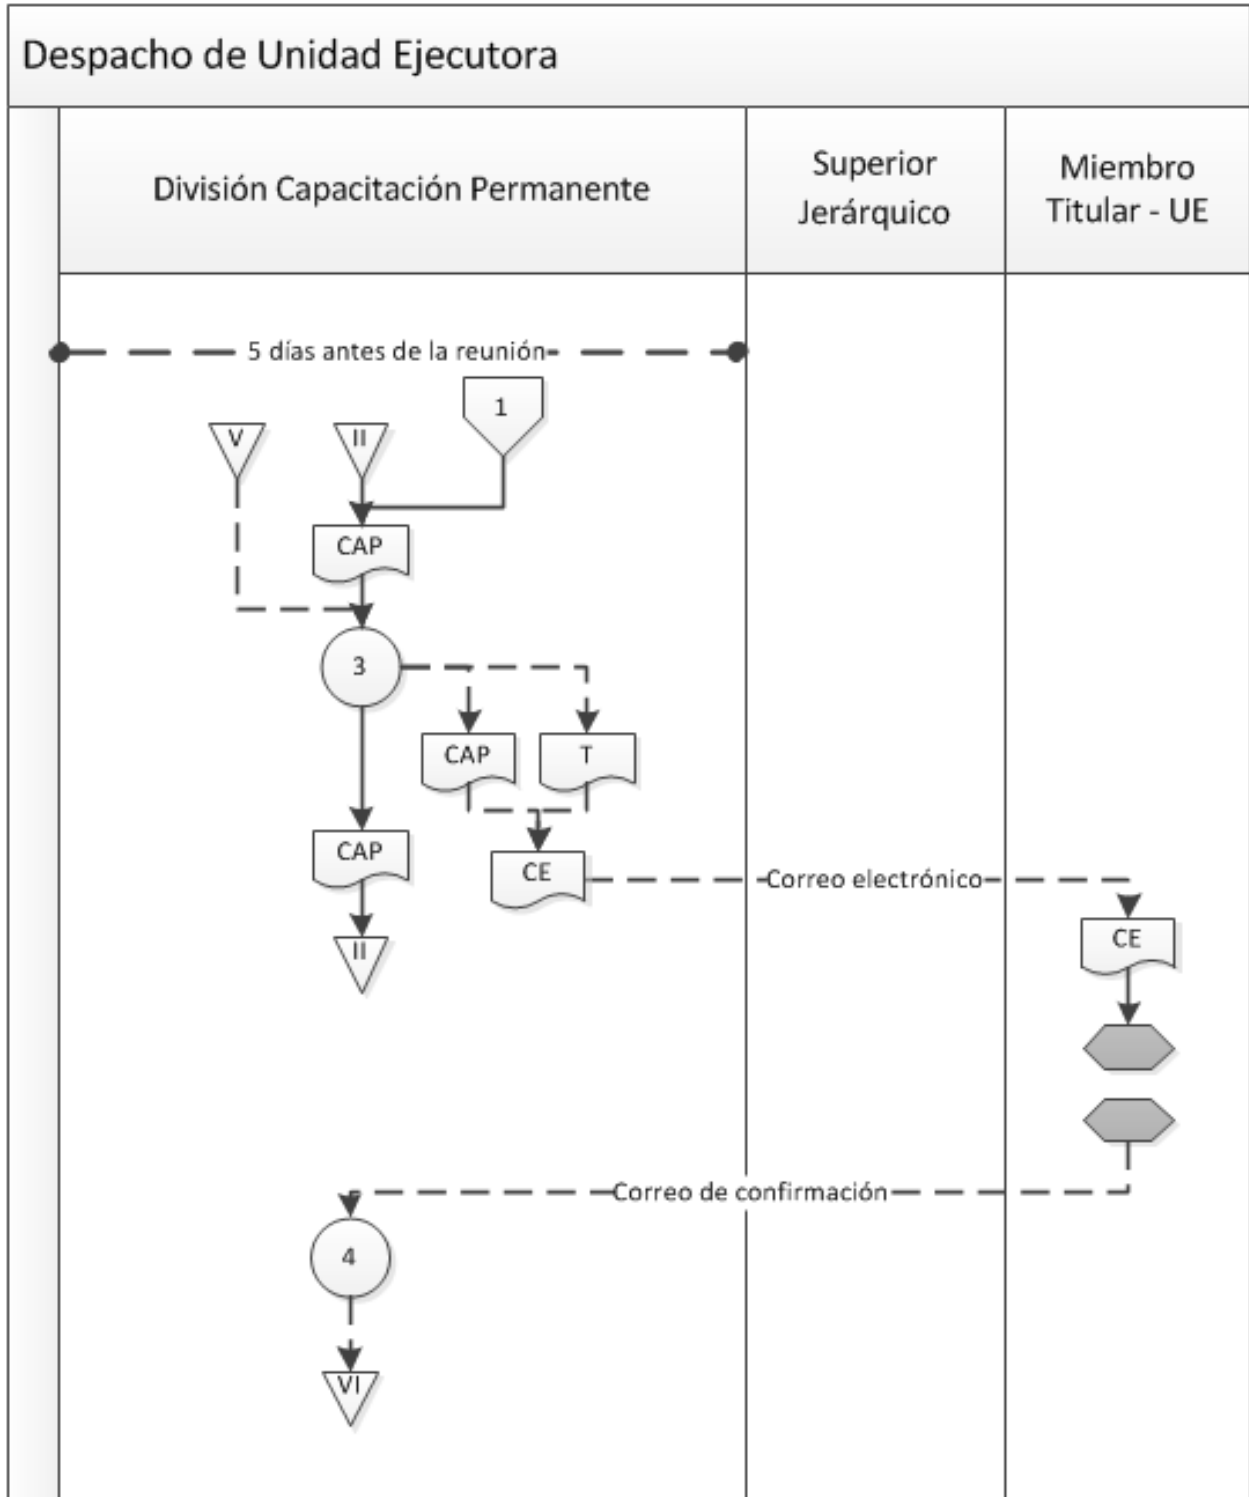 Despacho de Unidad Ejecutora
División Capacitación Permanente
Superior
Jerárquico
Miembro
Titular - UE
5 días antes de la reunión
1
V
II
CAP
3
CAP
T
CAP
CE
Correo electrónico
CE
II
Correo de confirmación
4
VI